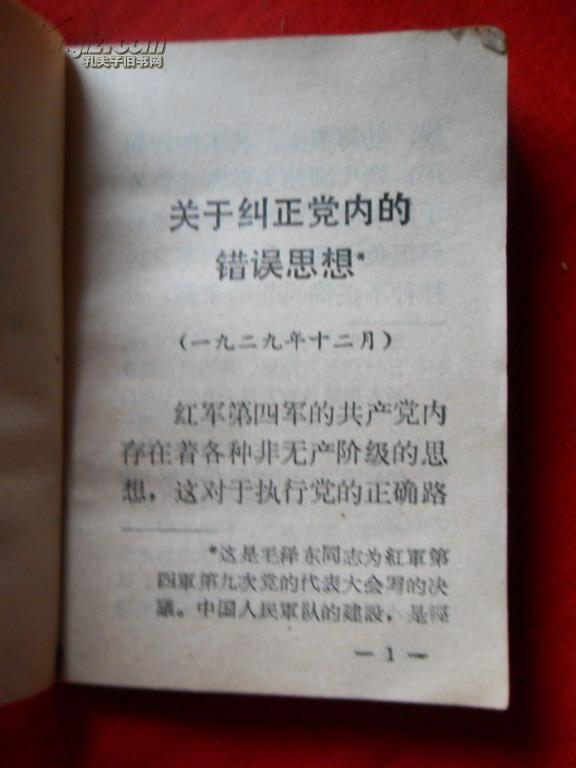 孔夫子旧书网
关于纠正党内的
错误思想*
(一九二九年十二月)
红军第四军的共产党内
存在着各种非无产阶级的思
想，这对于执行党的正确路
*这是毛泽东同志为紅軍第
四軍第九次党的代表大会写的决
議。中国人民軍队的建設，是經
— 1 —